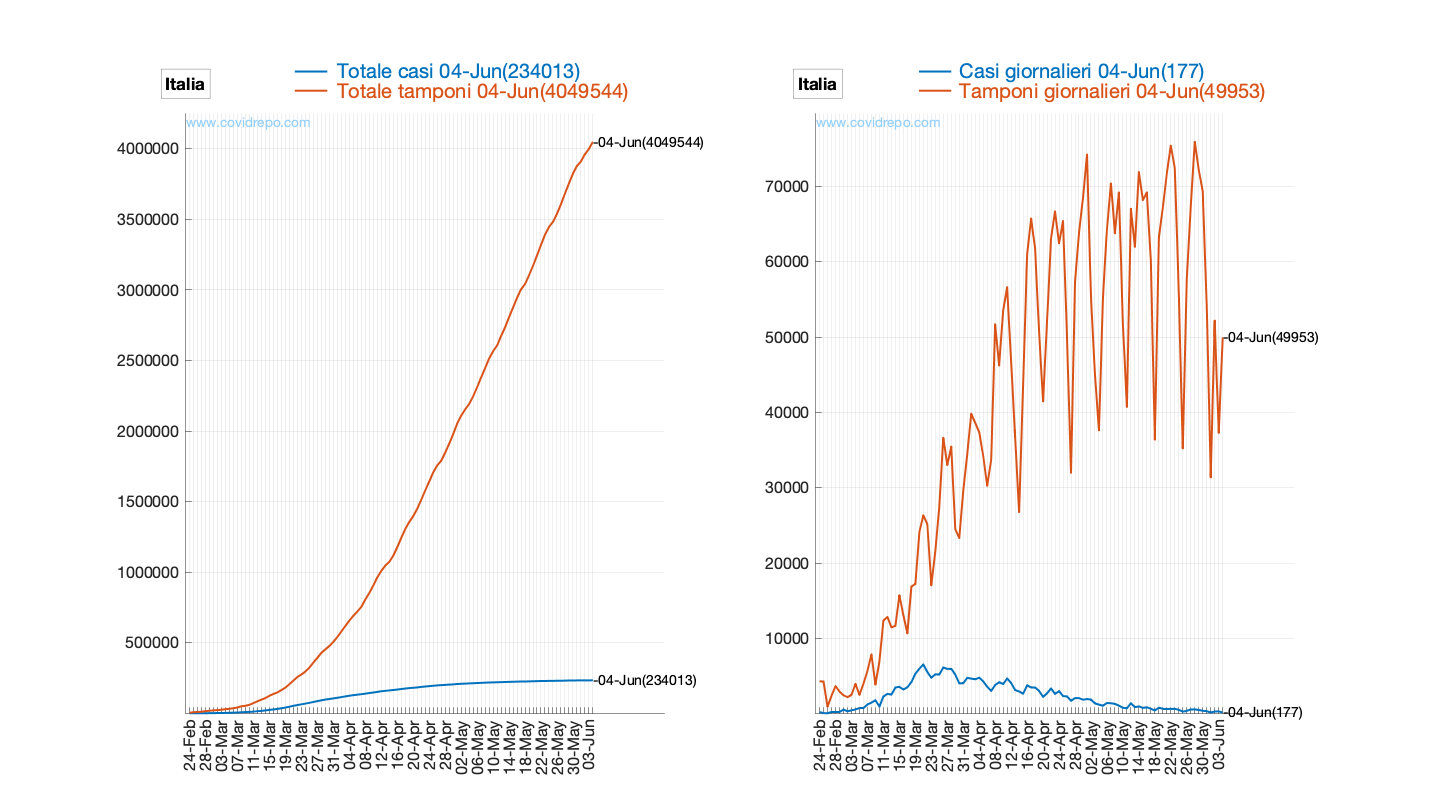 Italia
Totale casi 04-Jun(234013)
Totale tamponi 04-Jun(4049544)
www.covidrepo.com
04-Jun(4049544)
4000000
3500000
3000000
2500000
2000000
1500000
1000000
500000
04-Jun(234013)
24-Feb
28-Feb
03-Mar
07-Mar
11-Mar
15-Mar
19-Mar
23-Mar
27-Mar
31-Mar
04-Apr
08-Apr
12-Apr
16-Apr
20-Apr
24-Apr
28-Apr
02-May
06-May
10-May
14-May
18-May
22-May
26-May
30-May
03-Jun
Italia
Casi giornalieri 04-Jun(177)
Tamponi giornalieri 04-Jun(49953)
www.covidrepo.com
70000
60000
50000
04-Jun(49953)
40000
30000
20000
10000
04-Jun(177)
24-Feb
28-Feb
03-Mar
07-Mar
11-Mar
15-Mar
19-Mar
23-Mar
27-Mar
31-Mar
04-Apr
08-Apr
12-Apr
16-Apr
20-Apr
24-Apr
28-Apr
02-May
06-May
10-May
14-May
18-May
22-May
26-May
30-May
03-Jun